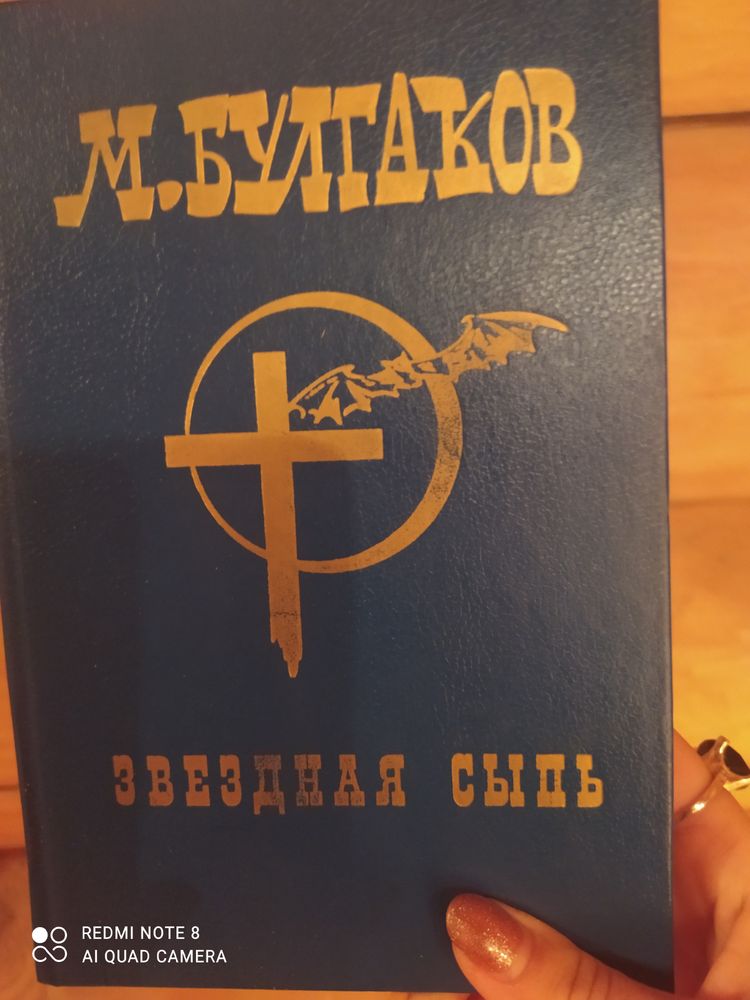 М.БУЛГАКОВ
ЗВЕЗДНАЯ СЫПЬ
REDMI NOTE 8
AI QUAD CAMERA